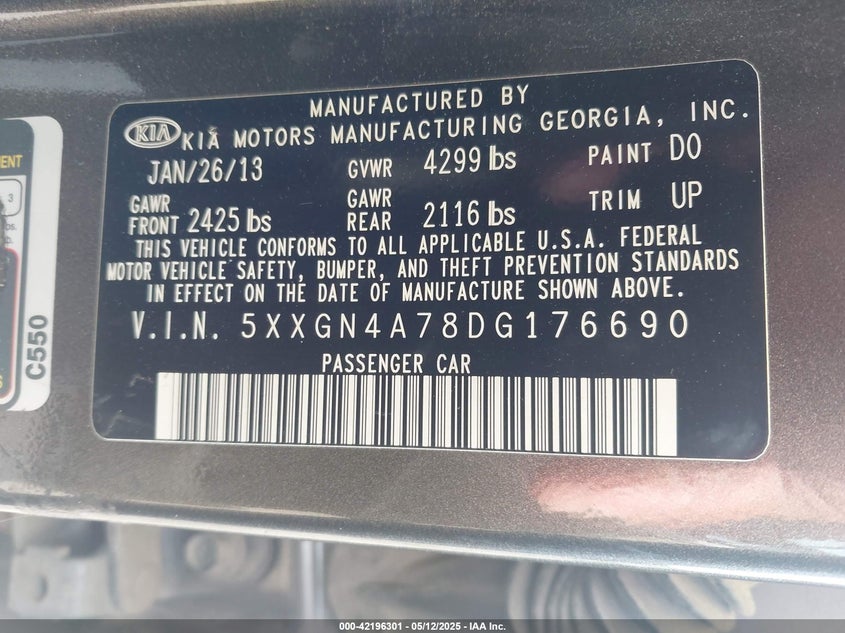 MANUFACTURED BY
KIA KIA MOTORS MANUFACTURING GEORGIA, INC.
JAN/26/13 GVWR 4299 lbs PAINT D0
GAWR FRONT 2425 lbs GAWR REAR 2116 lbs TRIM UP
THIS VEHICLE CONFORMS TO ALL APPLICABLE U.S.A. FEDERAL
MOTOR VEHICLE SAFETY, BUMPER, AND THEFT PREVENTION STANDARDS
IN EFFECT ON THE DATE OF MANUFACTURE SHOWN ABOVE.
V.I.N. 5XXGN4A78DG176690
PASSENGER CAR
C550
3
000-42196301 - 05/12/2025 - IAA Inc.